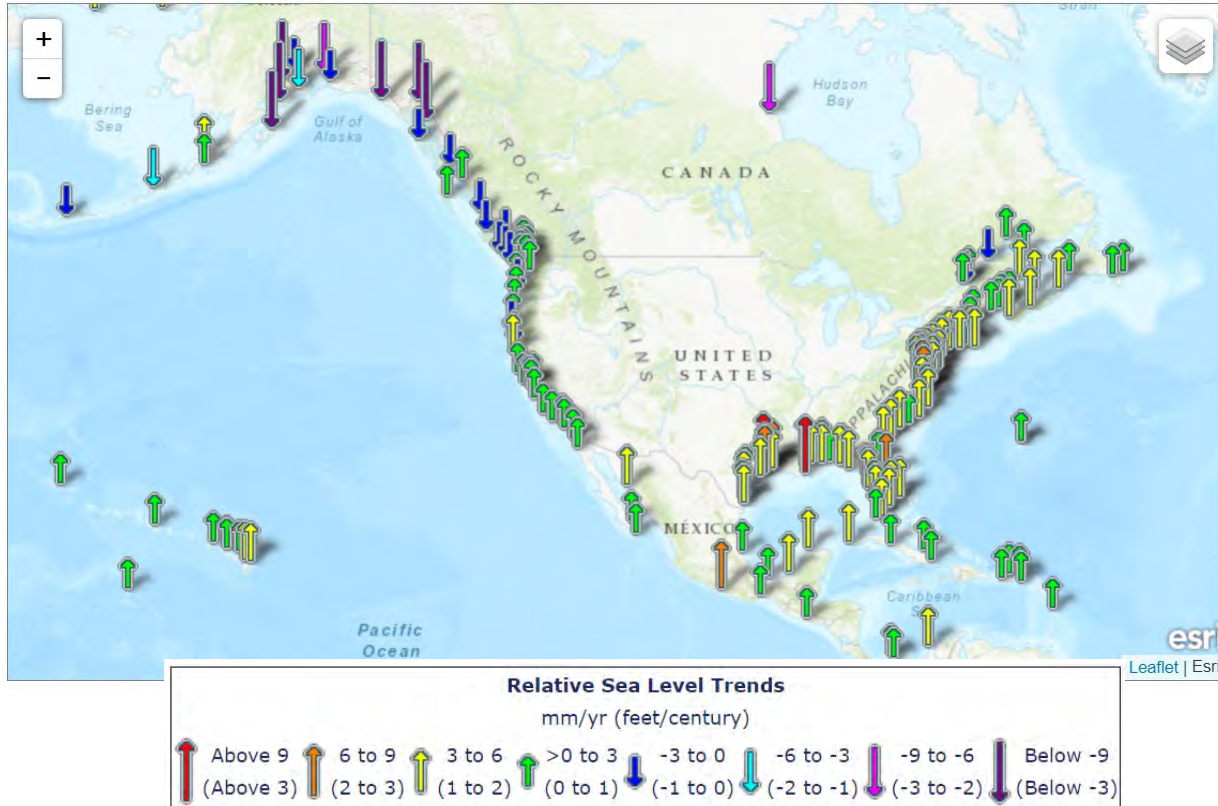 Strait
+
−
Hudson
Bay
Bering
Sea
Gulf of
Alaska
CANADA
ROCKY MOUNTAINS
UNITED
STATES
PPALACHI
MÉXICO
Caribbean
S
Pacific
Ocean
esri
Leaflet | Esri
Relative Sea Level Trends
mm/yr (feet/century)
Above 9 6 to 9 3 to 6 >0 to 3 -3 to 0 -6 to -3 -9 to -6 Below -9
(Above 3) (2 to 3) (1 to 2) (0 to 1) (-1 to 0) (-2 to -1) (-3 to -2) (Below -3)